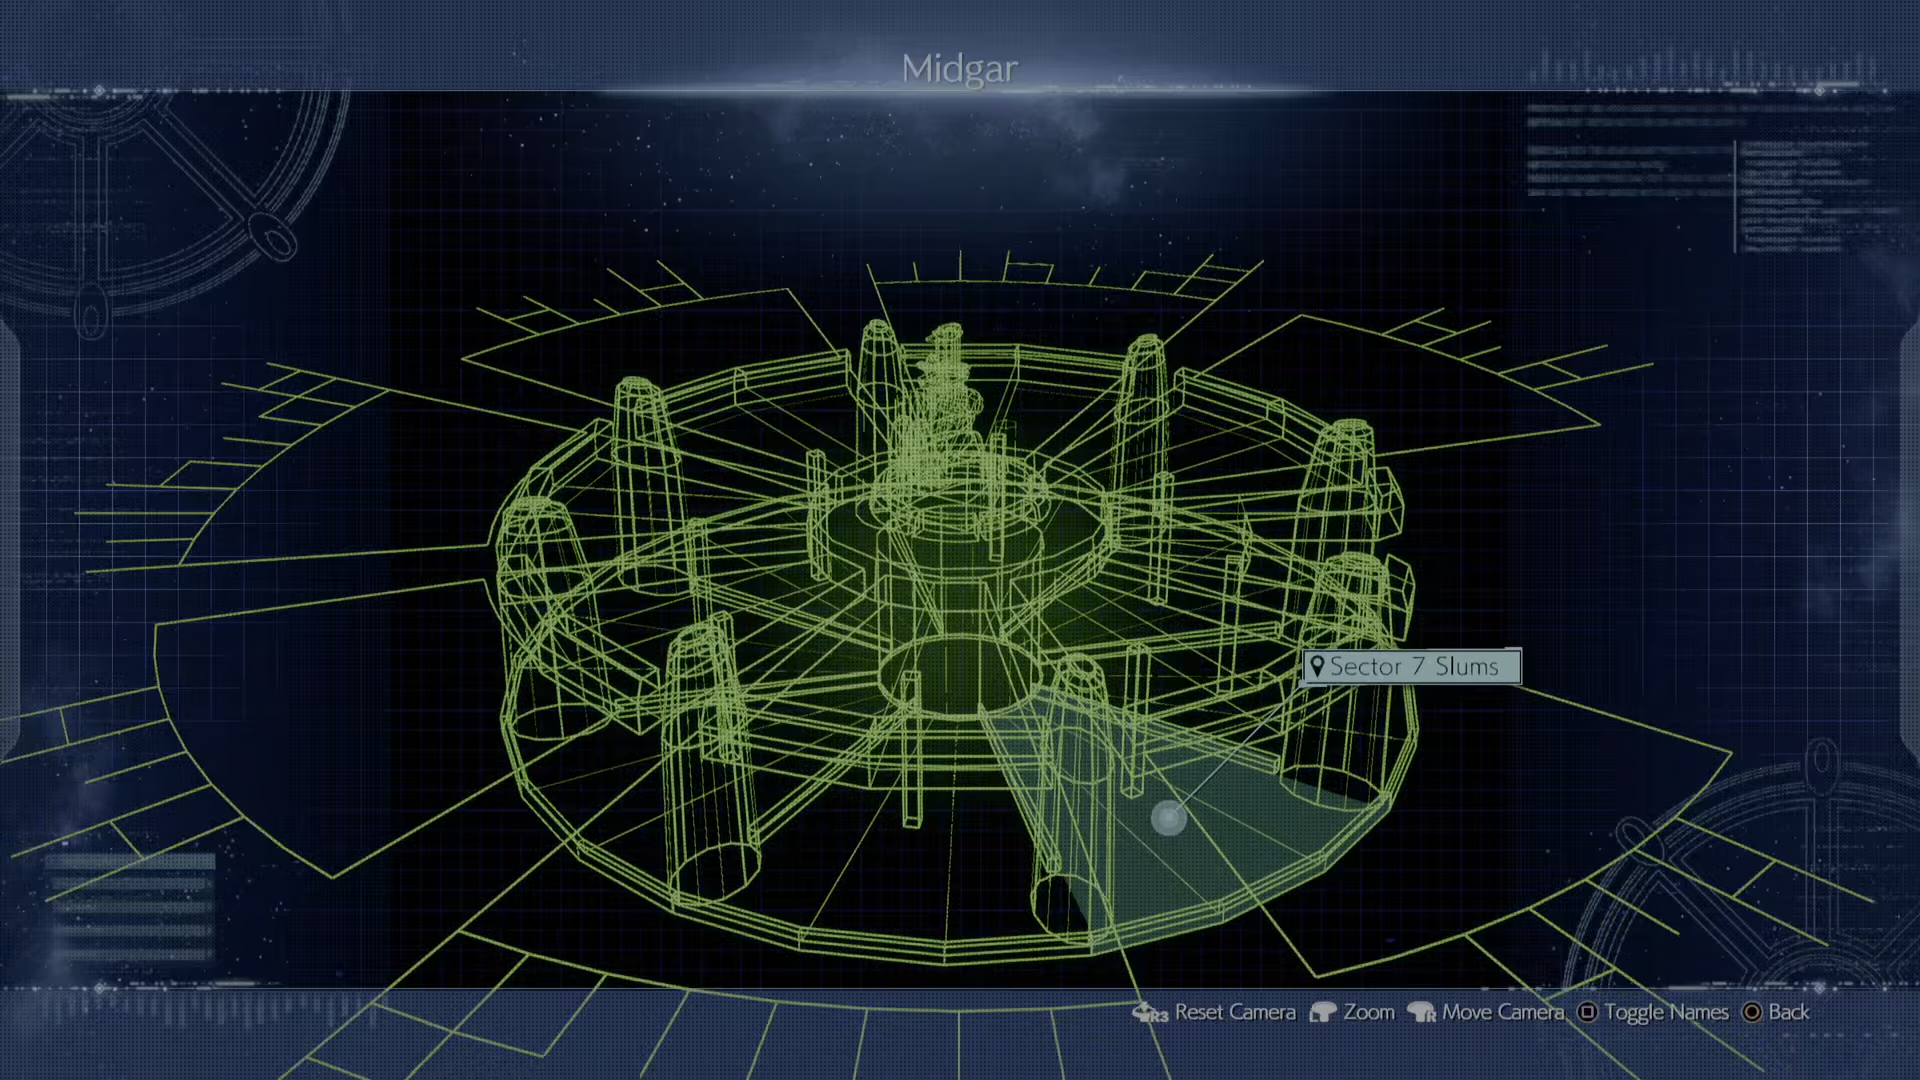 Midgar
Sector 7 Slums
R3 Reset Camera L Zoom R Move Camera Toggle Names Back